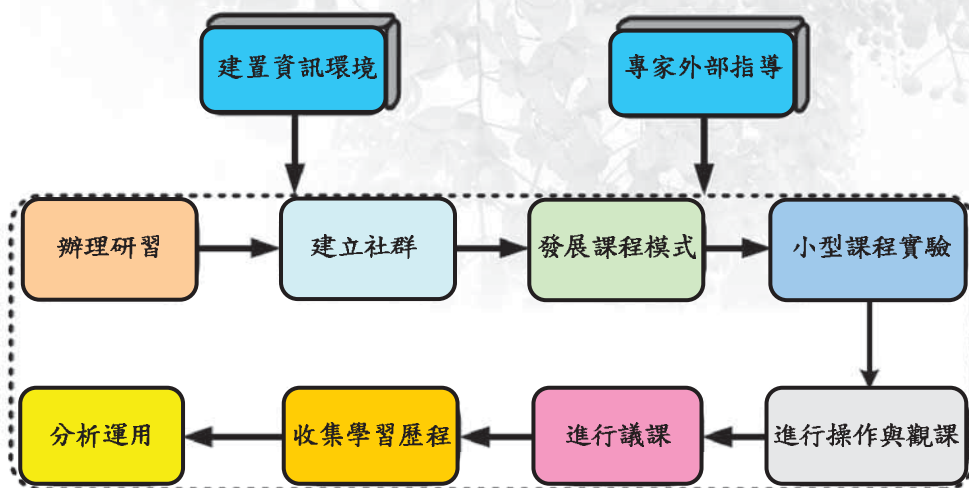 建置資訊環境
專家外部指導
辦理研習
建立社群
發展課程模式
小型課程實驗
進行操作與觀課
進行議課
收集學習歷程
分析運用